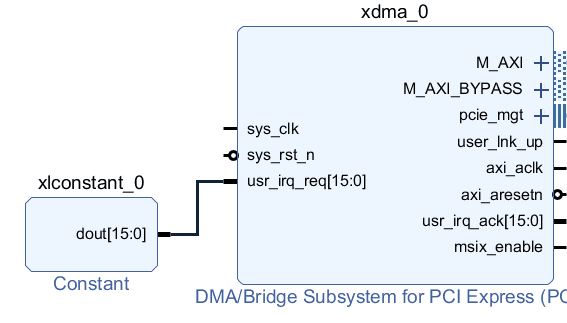 xdma_0
M_AXI
M_AXI_BYPASS
pcie_mgt
sys_clk
user_lnk_up
sys_rst_n
axi_aclk
usr_irq_req[15:0]
axi_aresetn
usr_irq_ack[15:0]
msix_enable
xlconstant_0
dout[15:0]
Constant
DMA/Bridge Subsystem for PCI Express (PC